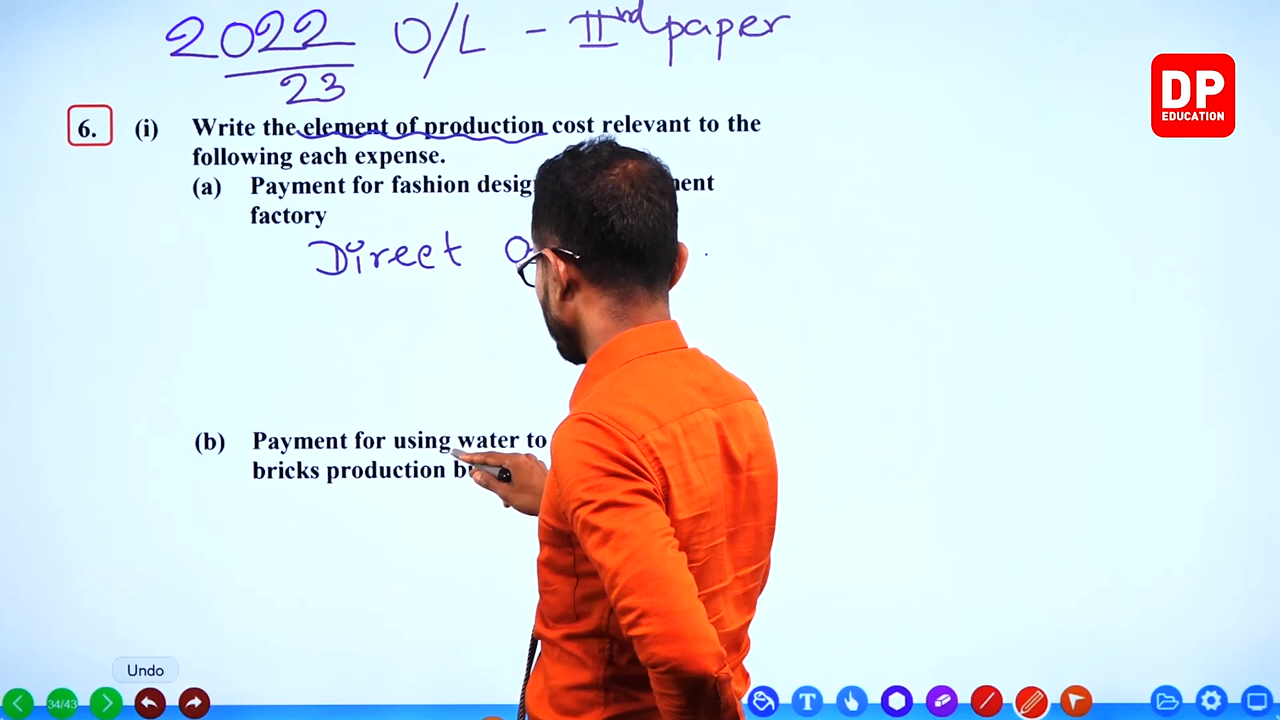 2022 O/L - IInd paper
23
DP
EDUCATION
6. (i) Write the element of production cost relevant to the
following each expense.
(a) Payment for fashion
factory
Direct
(b) Payment for using water to
bricks production
Undo
34/43
T